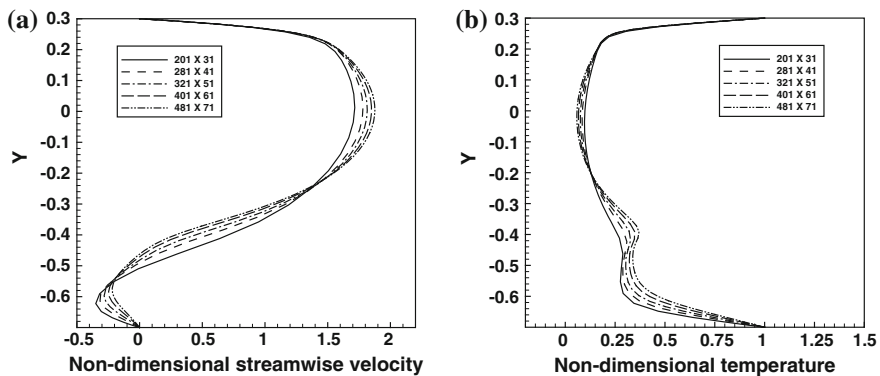 (a)
0.3
0.2
0.1
0
-0.1
-0.2
-0.3
-0.4
-0.5
-0.6
Y
201 X 31
281 X 41
321 X 51
401 X 61
481 X 71
-0.5
0
0.5
1
1.5
2
Non-dimensional streamwise velocity
(b)
0.3
0.2
0.1
0
-0.1
-0.2
-0.3
-0.4
-0.5
-0.6
Y
201 X 31
281 X 41
321 X 51
401 X 61
481 X 71
0
0.25
0.5
0.75
1
1.25
1.5
Non-dimensional temperature